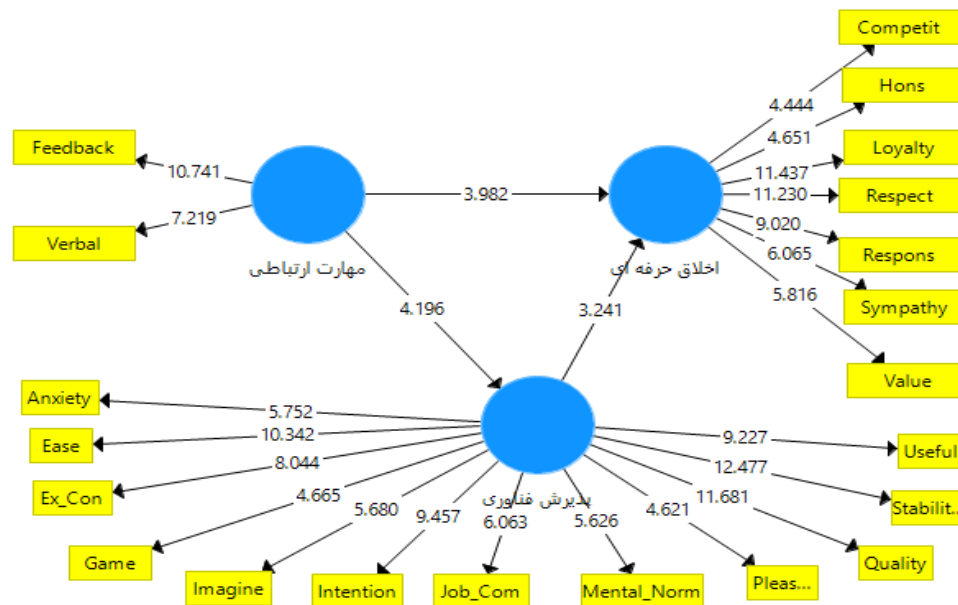 Competit
Hons
4.444
4.651
Feedback
Loyalty
10.741
11.437
3.982
11.230
Respect
7.219
9.020
Verbal
Respons
6.065
مهارت ارتباطی
اخلاق حرفه ای
5.816
Sympathy
4.196
3.241
Value
Anxiety
5.752
10.342
9.227
Ease
Useful
8.044
12.477
Ex_Con
4.665
پذیرش فناوری
11.681
Stabilit...
5.680
9.457
6.063
5.626
4.621
Game
Quality
Imagine
Intention
Job_Com
Mental_Norm
Pleas...